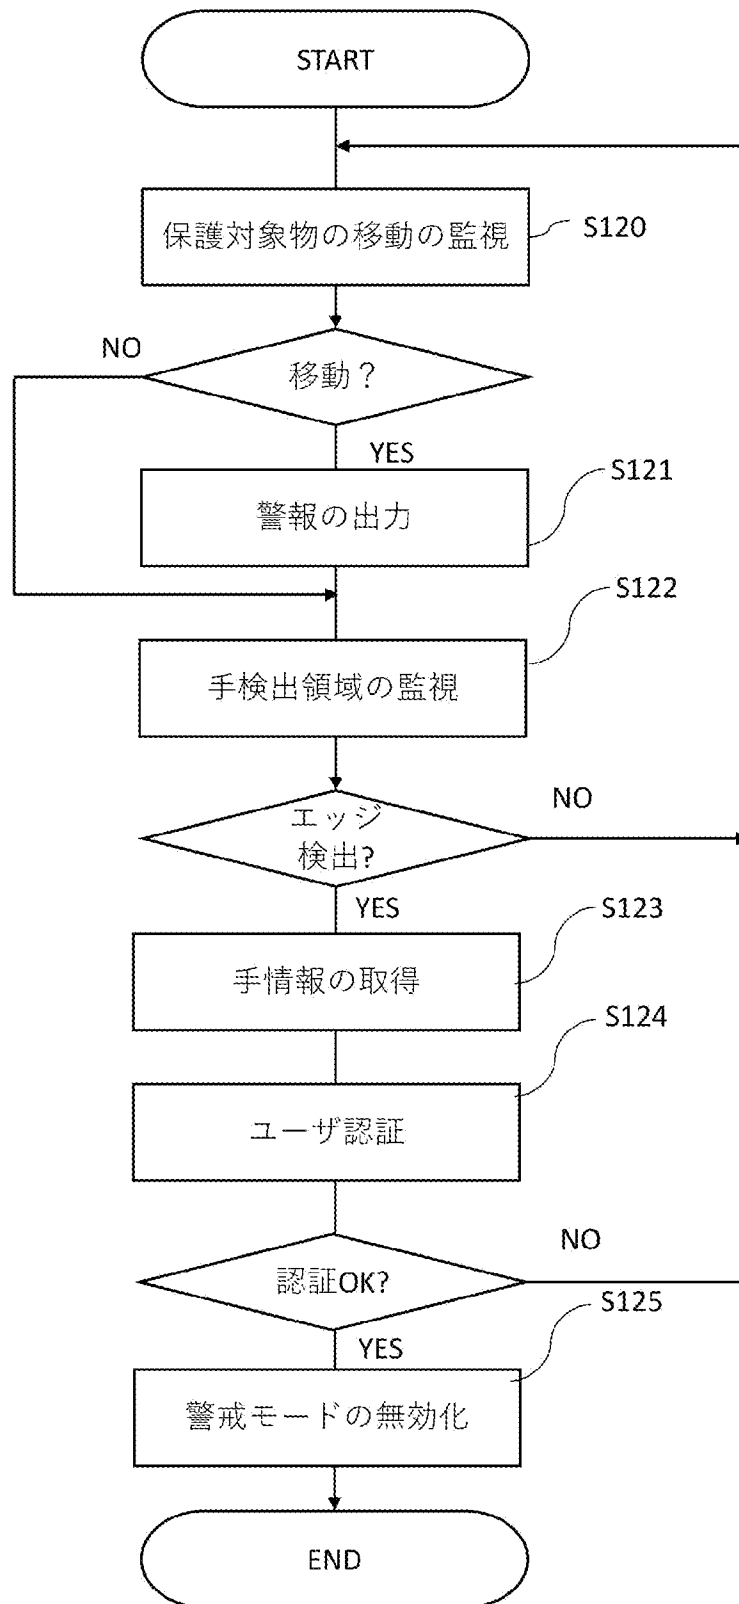 START
保護対象物の移動の監視
S120
NO
移動？
YES
S121
警報の出力
S122
手検出領域の監視
NO
エッジ
検出?
YES
S123
手情報の取得
S124
ユーザ認証
NO
認証OK?
S125
YES
警戒モードの無効化
END